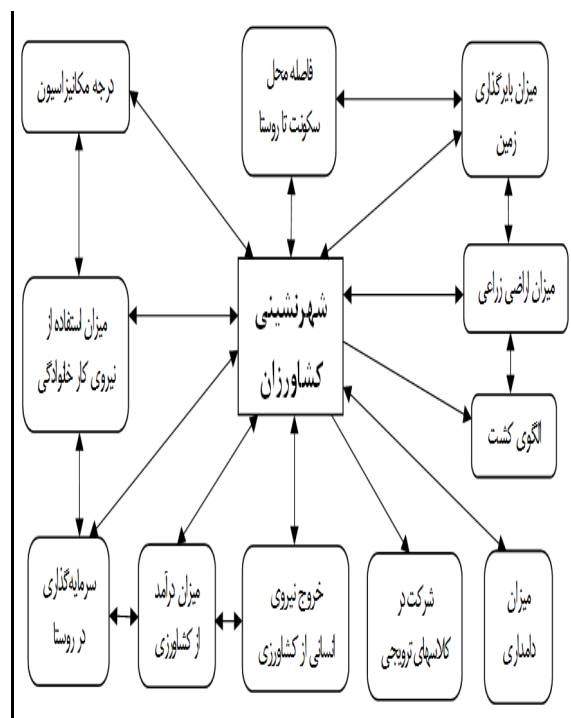 میزان بایرگذاری
زمین
فاصله محل
سکونت تا روستا
درجه مکانیزاسیون
میزان اراضی زراعی
شهرنشینی
کشاورزان
میزان استفاده از
نیروی کار خانوادگی
الگوی کشت
میزان
دامداری
شرکت در
کلاسهای ترویجی
خروج نیروی
انسانی از کشاورزی
میزان درآمد
از کشاورزی
سرمایه‌گذاری
در روستا